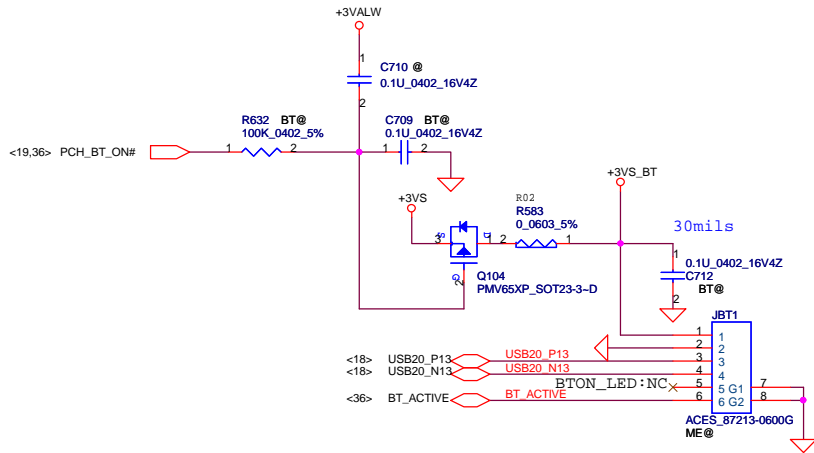 +3VALW
1
C710 @
0.1U_0402_16V4Z
2
R632 BT@
100K_0402_5%
C709 BT@
0.1U_0402_16V4Z
<19,36> PCH_BT_ON#
1 2
1 2
+3VS
+3VS_BT
R02
R583
0_0603_5%
30mils
3 S D 1
2 1
G
2
Q104
PMV65XP_SOT23-3~D
1
0.1U_0402_16V4Z
C712
BT@
2
JBT1
1 1
2 2
<18> USB20_P13 USB20_P13 3 3
<18> USB20_N13 USB20_N13 4 4
BTON_LED:NC 5 5 G1 7
<36> BT_ACTIVE BT_ACTIVE 6 6 G2 8
ACES_87213-0600G
ME@